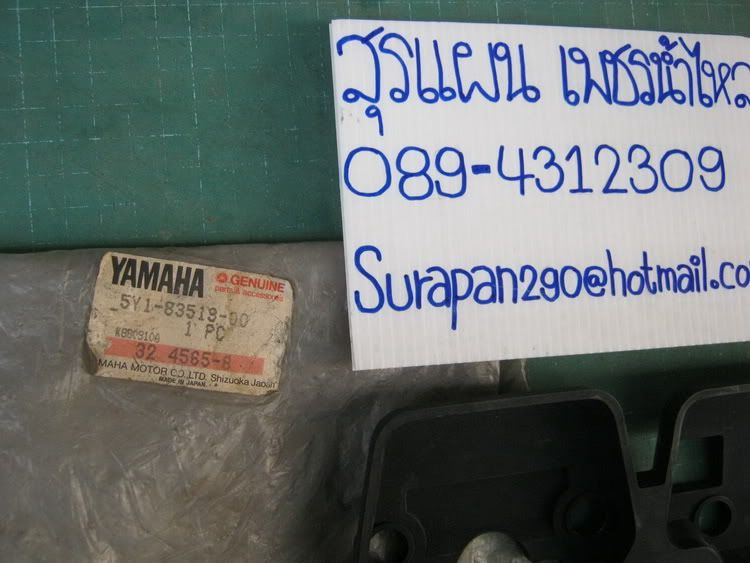 สุรแผน เพชรน้ำไหล
089-4312309
Surapan290@hotmail.co
YAMAHA GENUINE
parts & accessories
5Y1-83513-00
1 PC
32 4565-8
MAHA MOTOR CO.,LTD. Shizuoka Japan
MADE IN JAPAN